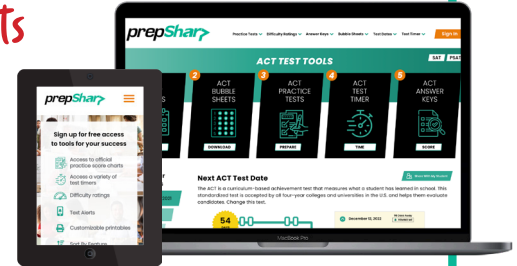 ts
prepSharp
Practice Tests
Difficulty Ratings
Answer Keys
Bubble Sheets
Test Dates
Test Timer
Sign In
ACT TEST TOOLS
SAT
PSAT
2
ACT
BUBBLE
SHEETS
DOWNLOAD
3
ACT
PRACTICE
TESTS
PREPARE
4
ACT
TEST
TIMER
TIME
5
ACT
ANSWER
KEYS
SCORE
Next ACT Test Date
The ACT is a curriculum-based achievement test that measures what a student has learned in school. This
standardized test is accepted by all four-year colleges and universities in the U.S. and helps them evaluate
candidates. Change this text.
54
December 10, 2022
MacBook Pro
prepSharp
Sign up for free access
to tools for your success
Access to official
practice score charts
Access a variety of
test timers
Difficulty ratings
Test Alerts
Customizable printables
Sort By Feature